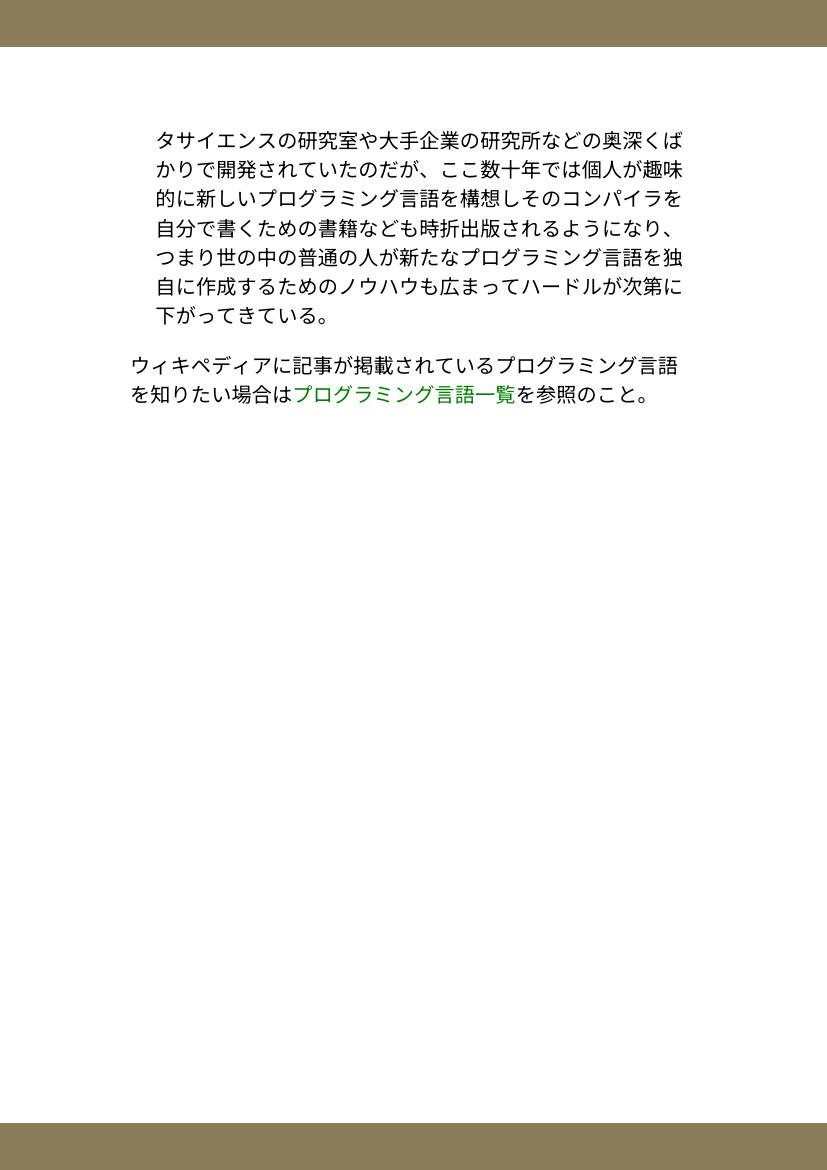 タサイエンスの研究室や大手企業の研究所などの奥深くば
かりで開発されていたのだが、ここ数十年では個人が趣味
的に新しいプログラミング言語を構想しそのコンパイラを
自分で書くための書籍なども時折出版されるようになり、
つまり世の中の普通の人が新たなプログラミング言語を独
自に作成するためのノウハウも広まってハードルが次第に
下がってきている。
ウィキペディアに記事が掲載されているプログラミング言語
を知りたい場合はプログラミング言語一覧を参照のこと。